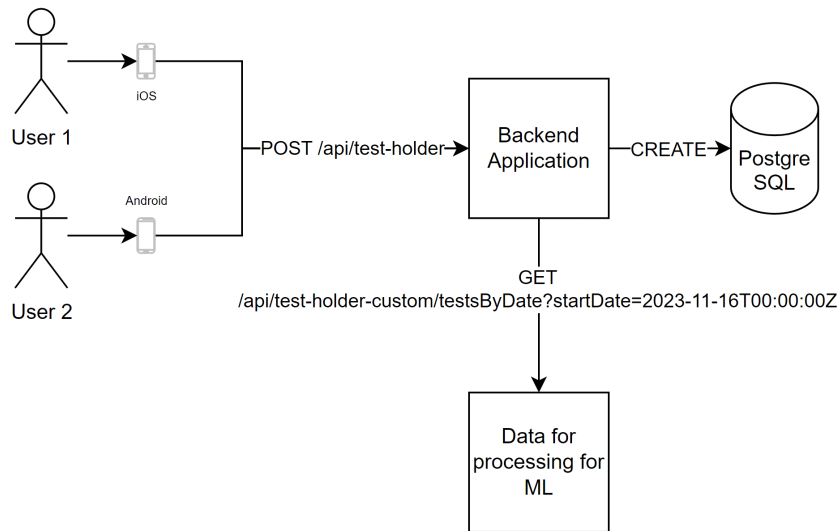 User 1
iOS
Android
User 2
POST /api/test-holder
Backend
Application
CREATE
Postgre
SQL
GET
/api/test-holder-custom/testsByDate?startDate=2023-11-16T00:00:00Z
Data for
processing for
ML